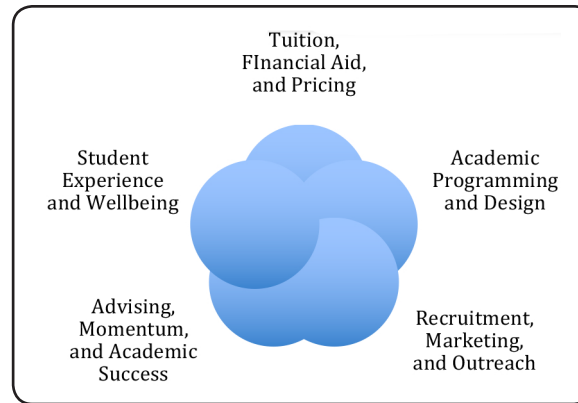 Tuition,
FInancial Aid,
and Pricing
Student
Experience
and Wellbeing
Academic
Programming
and Design
Advising,
Momentum,
and Academic
Success
Recruitment,
Marketing,
and Outreach